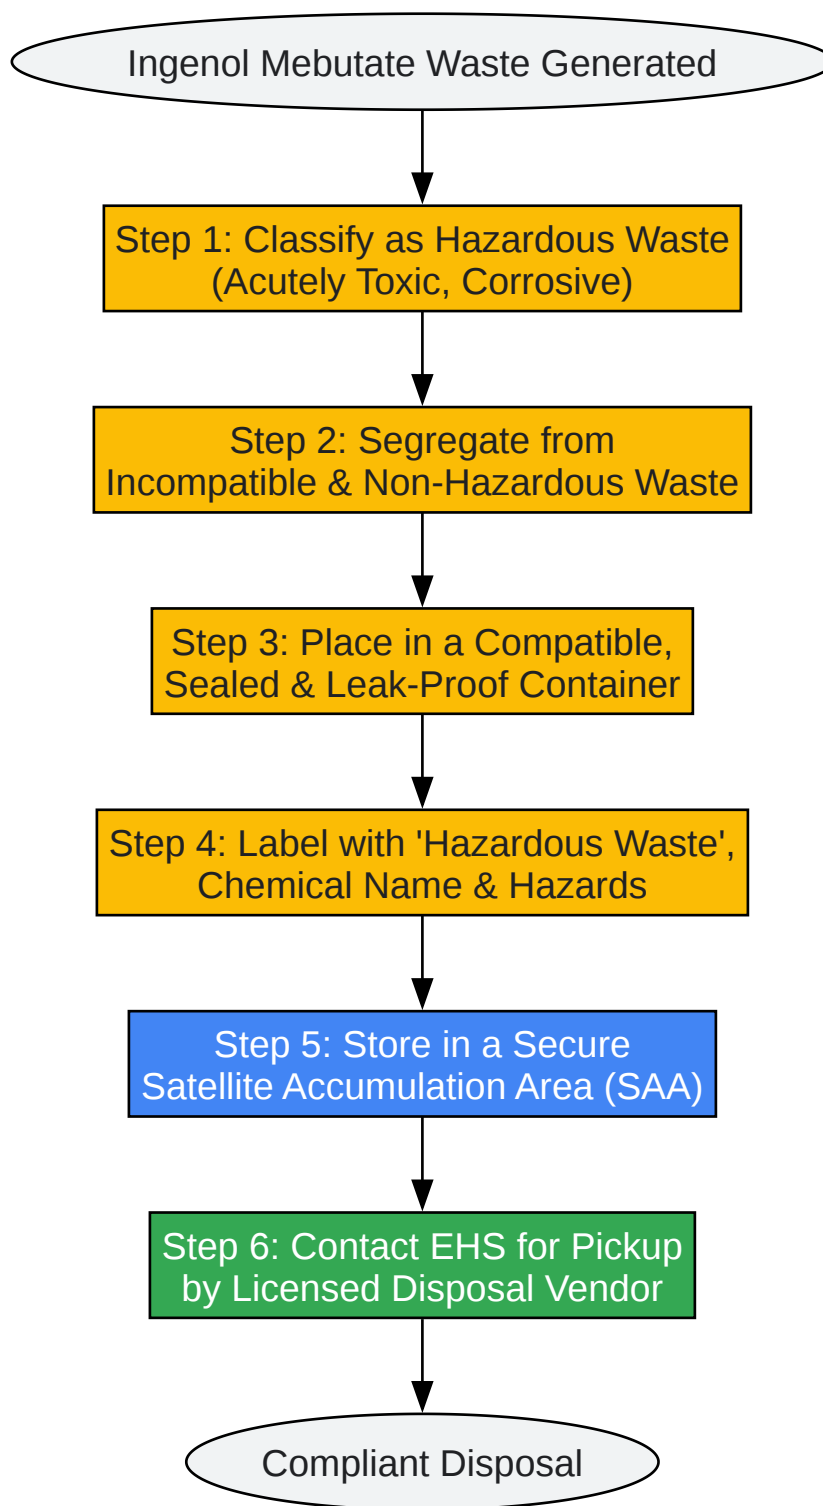 Ingenol Mebutate Waste Generated
Step 1: Classify as Hazardous Waste
(Acutely Toxic, Corrosive)
Step 2: Segregate from
Incompatible & Non-Hazardous Waste
Step 3: Place in a Compatible,
Sealed & Leak-Proof Container
Step 4: Label with 'Hazardous Waste',
Chemical Name & Hazards
Step 5: Store in a Secure
Satellite Accumulation Area (SAA)
Step 6: Contact EHS for Pickup
by Licensed Disposal Vendor
Compliant Disposal